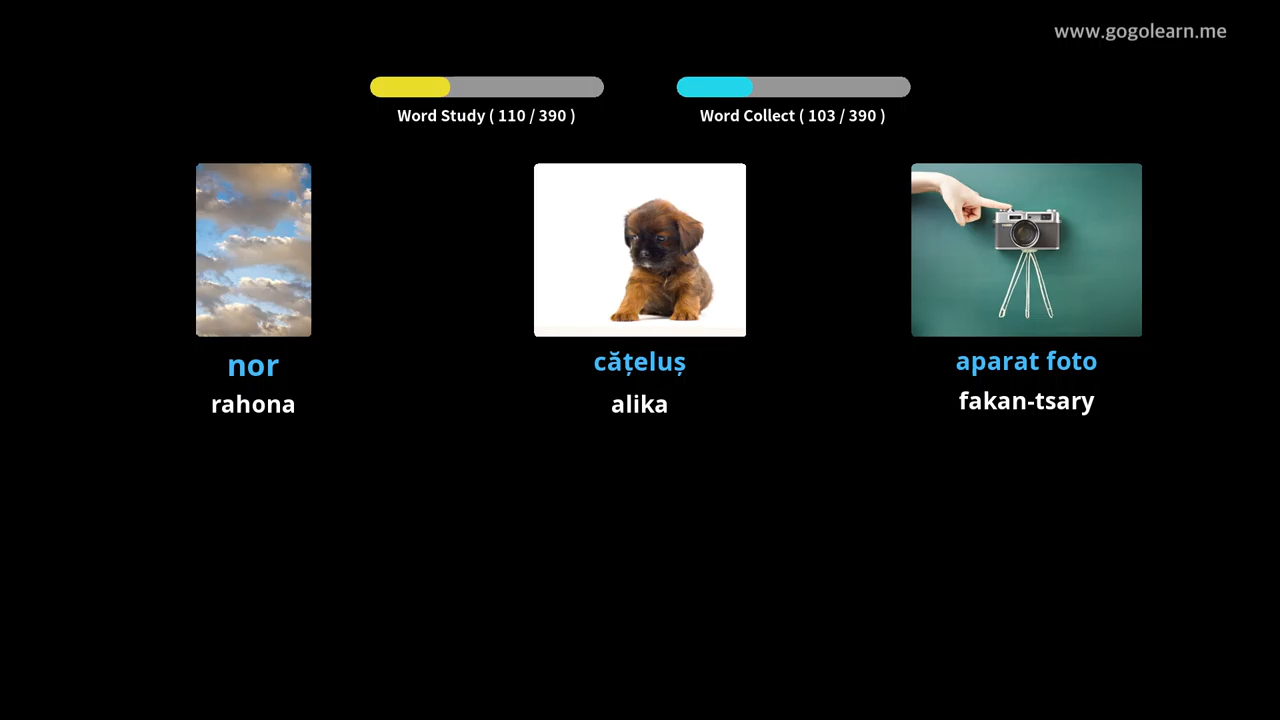 www.gogolearn.me
Word Study ( 110 / 390 )
Word Collect ( 103 / 390 )
nor
rahona
cățeluș
alika
aparat foto
fakan-tsary